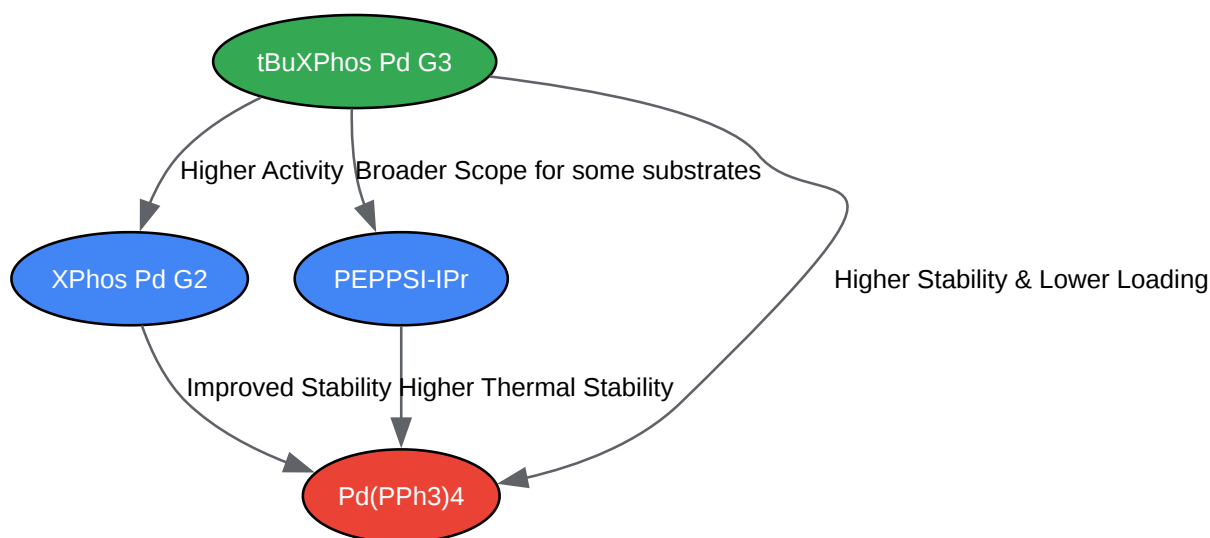 tBuXPhos Pd G3
Higher Activity
Broader Scope for some substrates
XPhos Pd G2
PEPPSI-IPr
Higher Stability & Lower Loading
Improved Stability
Higher Thermal Stability
Pd(PPh3)4